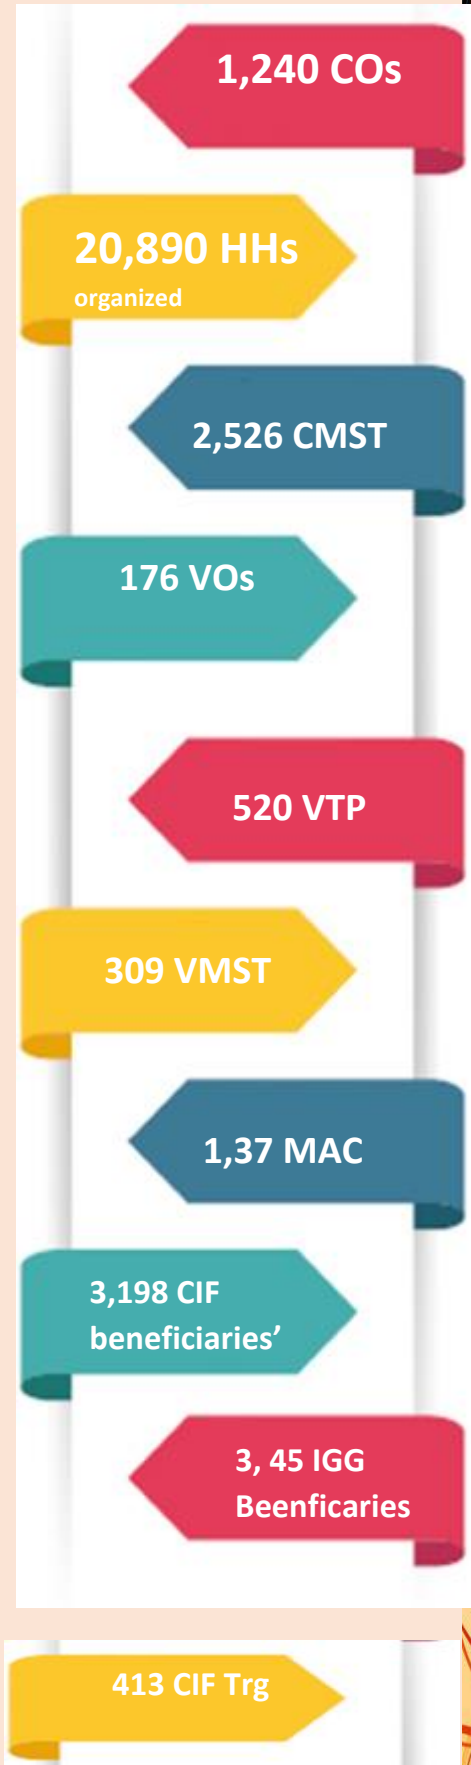 1,240 COs
20,890 HHs
organized
2,526 CMST
176 VOs
520 VTP
309 VMST
1,37 MAC
3,198 CIF
beneficiaries’
3, 45 IGG
Beenficaries
413 CIF Trg